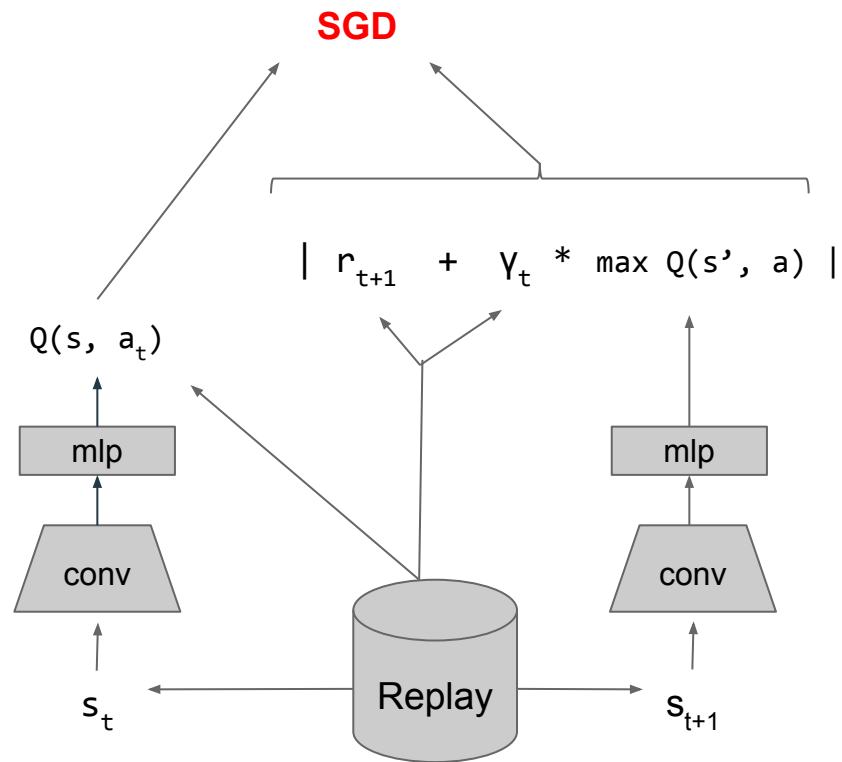 SGD
| r_{t+1} + γ_t * max Q(s’, a) |
Q(s, a_t)
mlp
mlp
conv
conv
Replay
s_t
s_{t+1}